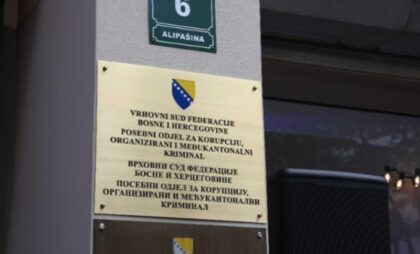 6
ALIPAŠINA
VRHOVNI SUD FEDERACIJE
BOSNE I HERCEGOVINE
POSEBNI ODJEL ZA KORUPCIJU,
ORGANIZIRANI I MEĐUKANTONALNI
KRIMINAL
ВРХОВНИ СУД ФЕДЕРАЦИЈЕ
БОСНЕ И ХЕРЦЕГОВИНЕ
ПОСЕБНИ ОДЈЕЛ ЗА КОРУПЦИЈУ,
ОРГАНИЗИРАНИ И МЕЂУКАНТОНАЛНИ
КРИМИНАЛ